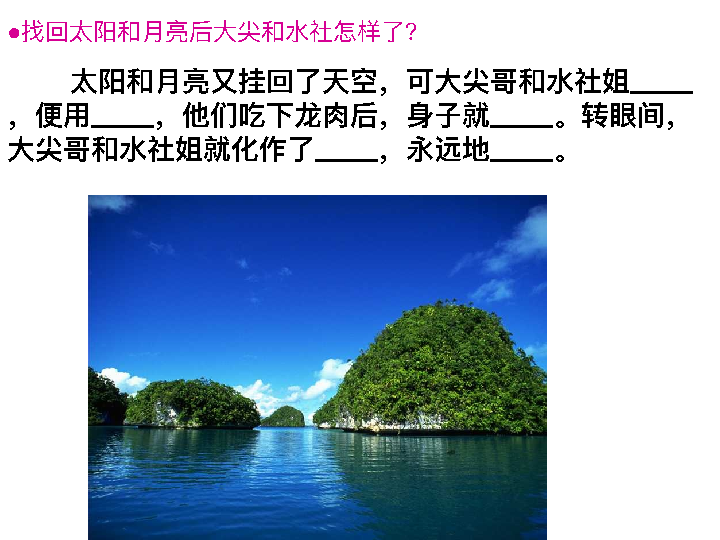 ●找回太阳和月亮后大尖和水社怎样了?
太阳和月亮又挂回了天空，可大尖哥和水社姐____
，便用____，他们吃下龙肉后，身子就____。转眼间，
大尖哥和水社姐就化作了____，永远地____。